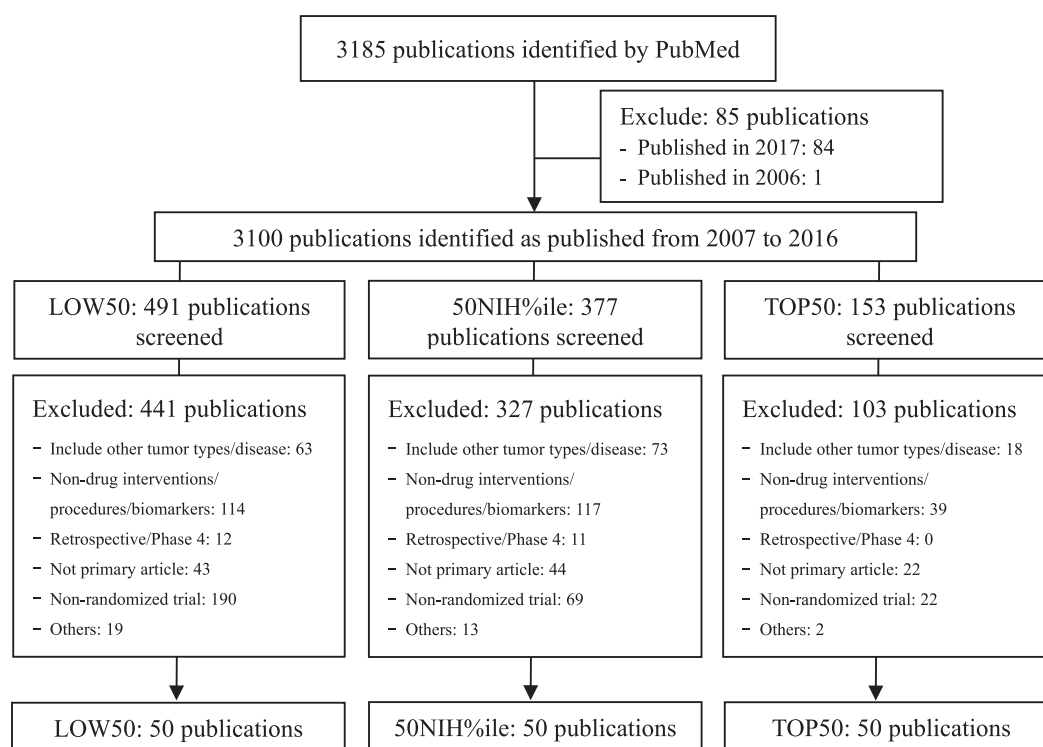 3185 publications identified by PubMed
Exclude: 85 publications
- Published in 2017: 84
- Published in 2006: 1
3100 publications identified as published from 2007 to 2016
LOW50: 491 publications
screened
50NIH%ile: 377
publications screened
TOP50: 153 publications
screened
Excluded: 441 publications
- Include other tumor types/disease: 63
- Non-drug interventions/
procedures/biomarkers: 114
- Retrospective/Phase 4: 12
- Not primary article: 43
- Non-randomized trial: 190
- Others: 19
Excluded: 327 publications
- Include other tumor types/disease: 73
- Non-drug interventions/
procedures/biomarkers: 117
- Retrospective/Phase 4: 11
- Not primary article: 44
- Non-randomized trial: 69
- Others: 13
Excluded: 103 publications
- Include other tumor types/disease: 18
- Non-drug interventions/
procedures/biomarkers: 39
- Retrospective/Phase 4: 0
- Not primary article: 22
- Non-randomized trial: 22
- Others: 2
LOW50: 50 publications
50NIH%ile: 50 publications
TOP50: 50 publications